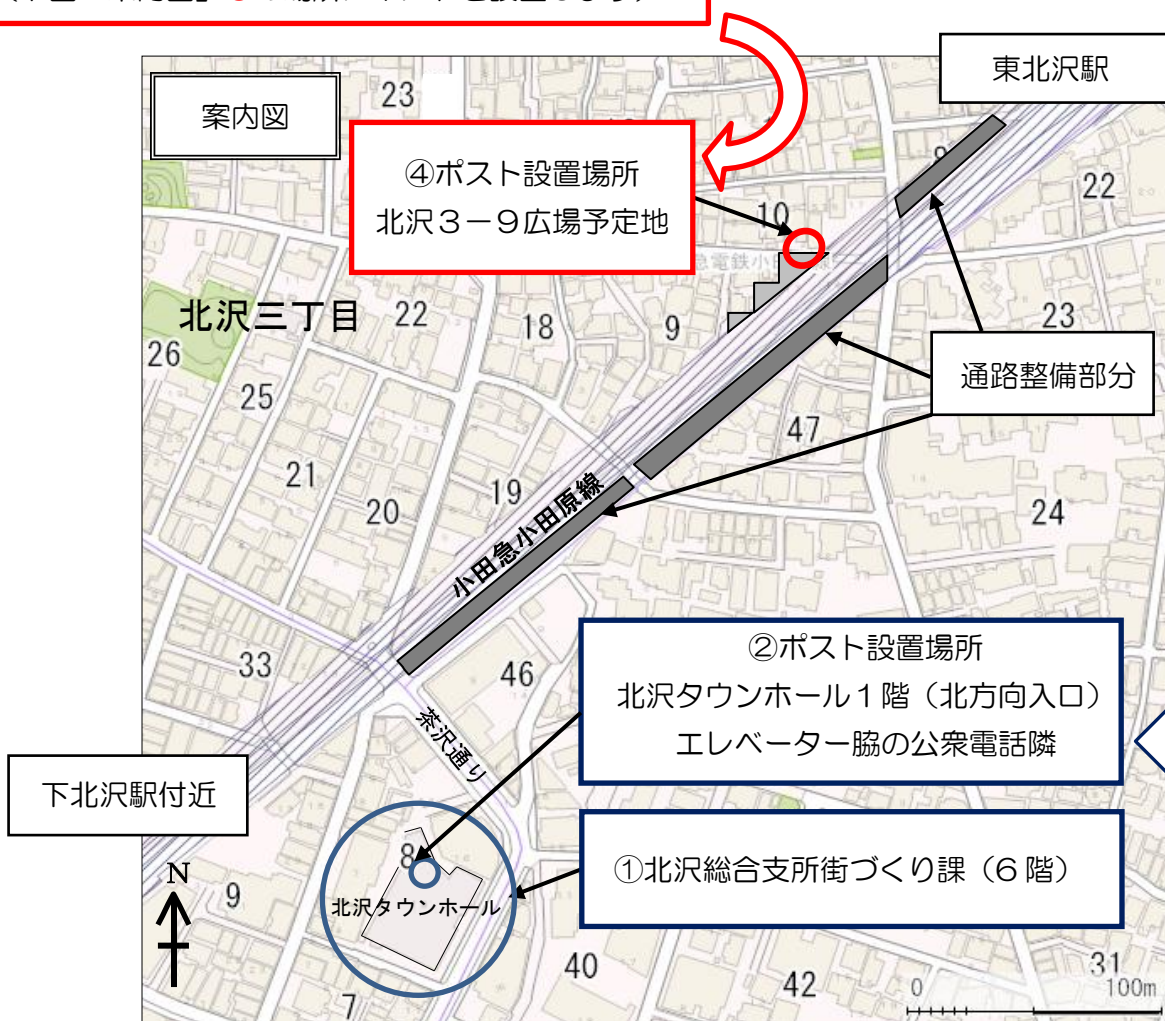 東北沢駅
案内図
23
④ポスト設置場所
北沢３－９広場予定地
10
22
北沢三丁目
22
18
9
23
26
通路整備部分
25
47
21
19
20
24
小田急小田原線
②ポスト設置場所
北沢タウンホール１階（北方向入口）
エレベーター脇の公衆電話隣
33
46
茶沢通り
下北沢駅付近
8
①北沢総合支所街づくり課（6 階）
N
9
北沢タウンホール
40
42
31
0
100m
7